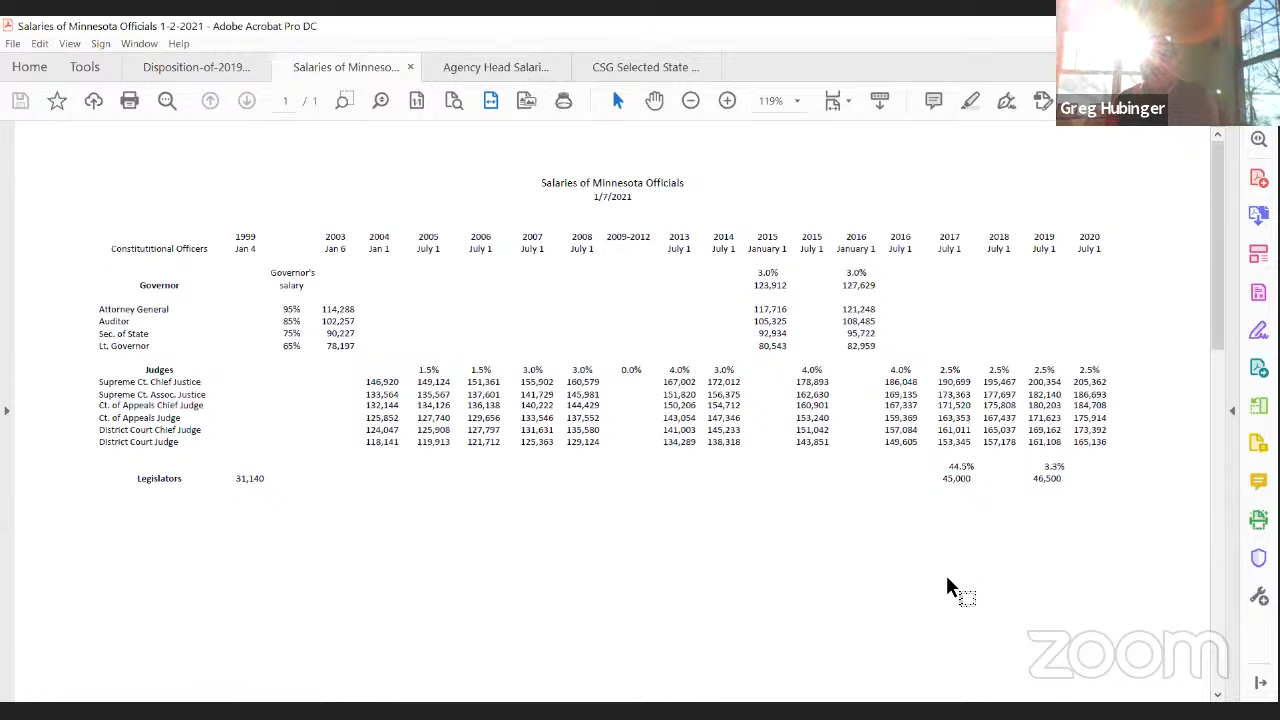 Salaries of Minnesota Officials 1-2-2021 - Adobe Acrobat Pro DC
File Edit View Sign Window Help
Home Tools Disposition-of-2019... Salaries of Minneso... × Agency Head Salari... CSG Selected State ...
1 / 1 119%
Greg Hubinger
Salaries of Minnesota Officials
1/7/2021
1999 2003 2004 2005 2006 2007 2008 2009-2012 2013 2014 2015 2015 2016 2016 2017 2018 2019 2020
Constitutitional Officers Jan 4 Jan 6 Jan 1 July 1 July 1 July 1 July 1 July 1 July 1 January 1 July 1 January 1 July 1 July 1 July 1 July 1 July 1
Governor's 3.0% 3.0%
Governor salary 123,912 127,629
Attorney General 95% 114,288 117,716 121,248
Auditor 85% 102,257 105,325 108,485
Sec. of State 75% 90,227 92,934 95,722
Lt. Governor 65% 78,197 80,543 82,959
Judges 1.5% 1.5% 3.0% 3.0% 0.0% 4.0% 3.0% 4.0% 4.0% 2.5% 2.5% 2.5% 2.5%
Supreme Ct. Chief Justice 146,920 149,124 151,361 155,902 160,579 167,002 172,012 178,893 186,048 190,699 195,467 200,354 205,362
Supreme Ct. Assoc. Justice 133,564 135,567 137,601 141,729 145,981 151,820 156,375 162,630 169,135 173,363 177,697 182,140 186,693
Ct. of Appeals Chief Judge 132,144 134,126 136,138 140,222 144,429 150,206 154,712 160,901 167,337 171,520 175,808 180,203 184,708
Ct. of Appeals Judge 125,852 127,740 129,656 133,546 137,552 143,054 147,346 153,240 159,369 163,353 167,437 171,623 175,914
District Court Chief Judge 124,047 125,908 127,797 131,631 135,580 141,003 145,233 151,042 157,084 161,011 165,037 169,162 173,392
District Court Judge 118,141 119,913 121,712 125,363 129,124 134,289 138,318 143,851 149,605 153,345 157,178 161,108 165,136
44.5% 3.3%
Legislators 31,140 45,000 46,500
zoom